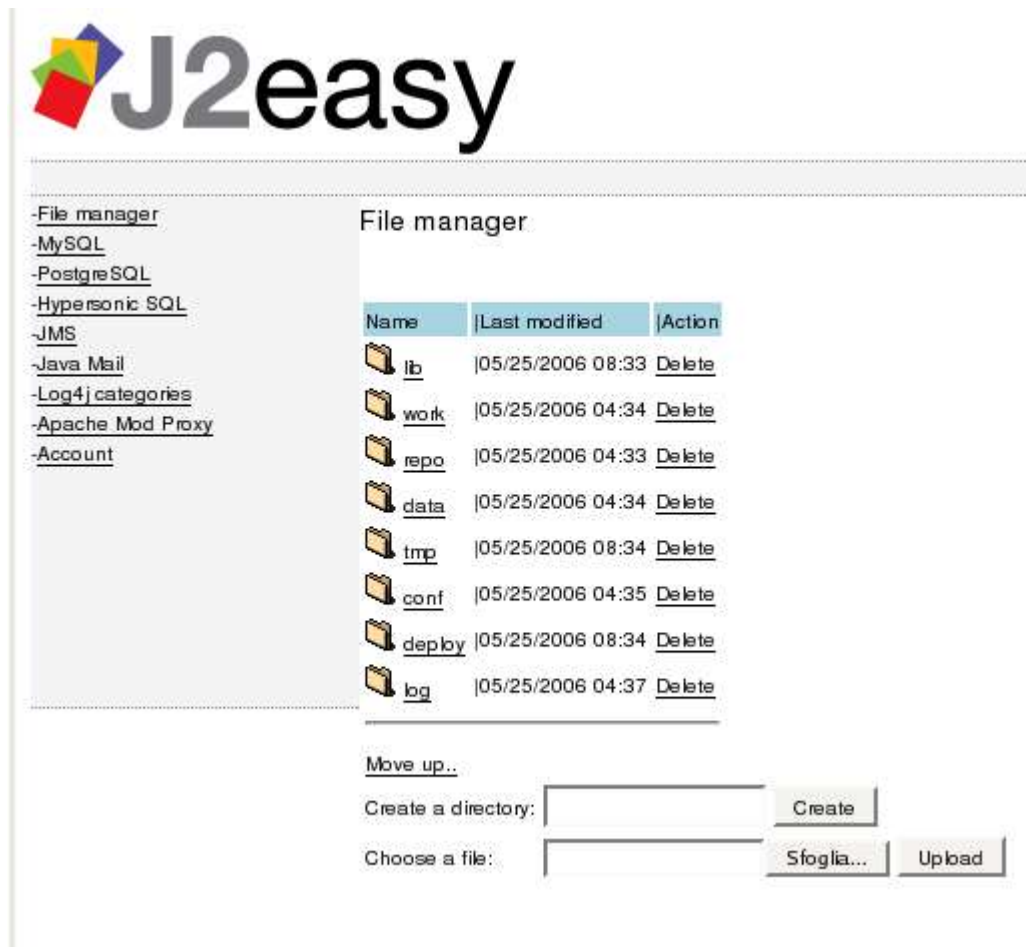 J2easy
-File manager
-MySQL
-PostgreSQL
-Hypersonic SQL
-JMS
-Java Mail
-Log4j categories
-Apache Mod Proxy
-Account
File manager
Name |Last modified |Action
lib |05/25/2006 08:33 Delete
work |05/25/2006 04:34 Delete
repo |05/25/2006 04:33 Delete
data |05/25/2006 04:34 Delete
tmp |05/25/2006 08:34 Delete
conf |05/25/2006 04:35 Delete
deploy |05/25/2006 08:34 Delete
log |05/25/2006 04:37 Delete
Move up..
Create a directory: Create
Choose a file: Sfoglia... Upload